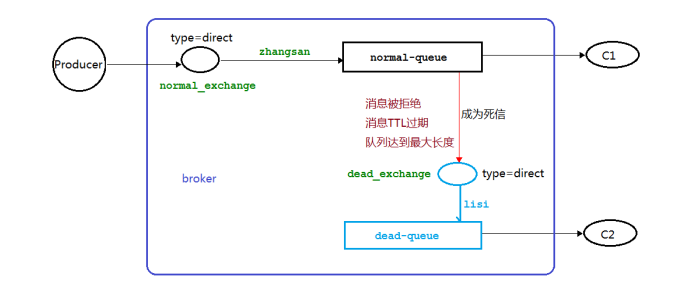 type=direct
zhangsan
Producer
normal-queue
C1
normal_exchange
消息被拒绝
消息TTL过期
成为死信
队列达到最大长度
broker
dead_exchange
type=direct
lisi
dead-queue
C2